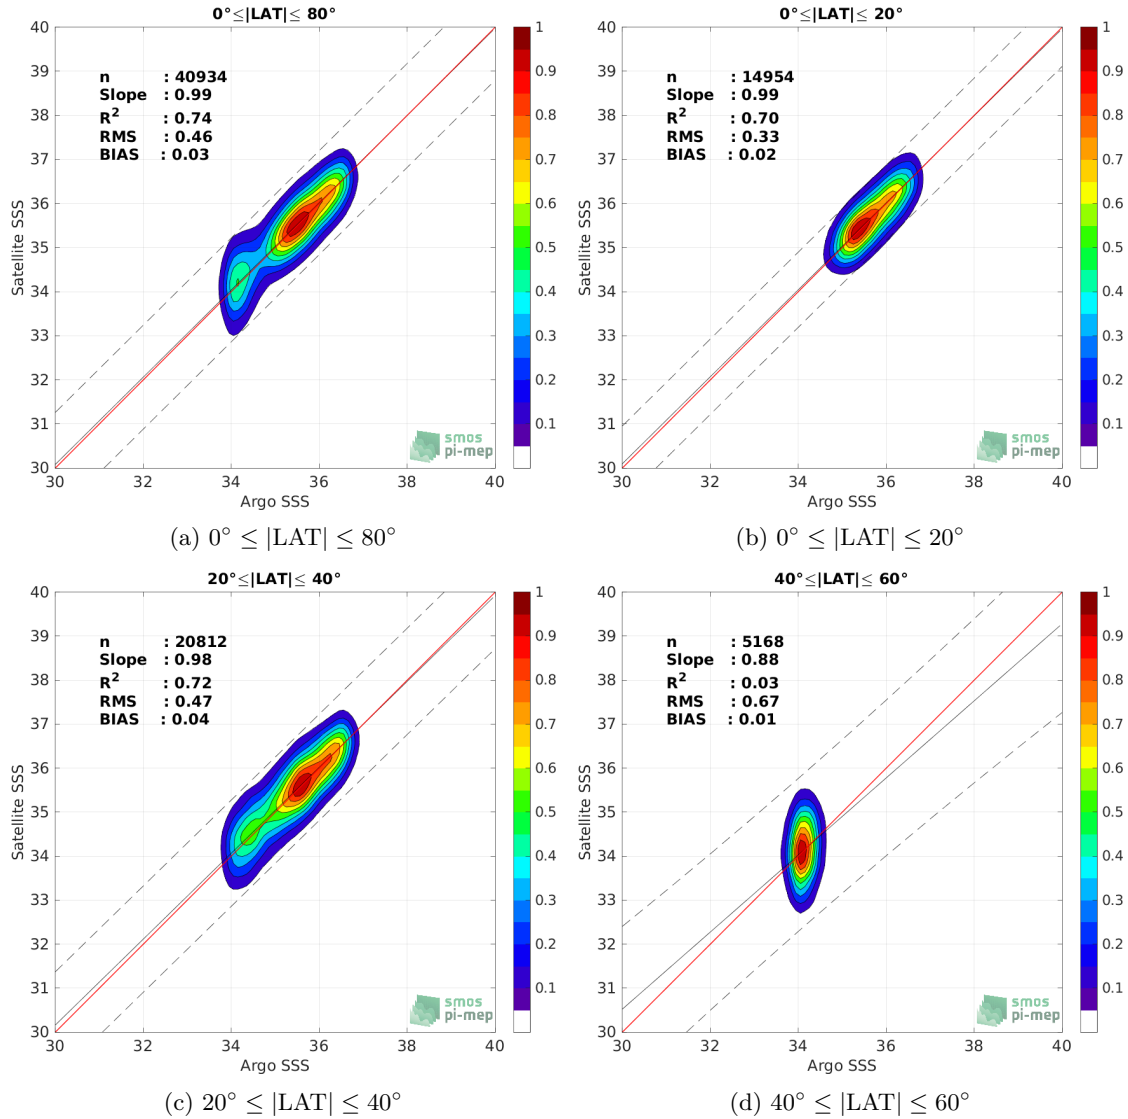 0°≤|LAT|≤ 80°
40
39
38
37
36
35
34
33
32
31
30
Satellite SSS
n : 40934
Slope : 0.99
R² : 0.74
RMS : 0.46
BIAS : 0.03
smos
pi-mep
30 32 34 36 38 40
Argo SSS
1
0.9
0.8
0.7
0.6
0.5
0.4
0.3
0.2
0.1
(a) 0° ≤ |LAT| ≤ 80°
0°≤|LAT|≤ 20°
40
39
38
37
36
35
34
33
32
31
30
Satellite SSS
n : 14954
Slope : 0.99
R² : 0.70
RMS : 0.33
BIAS : 0.02
smos
pi-mep
30 32 34 36 38 40
Argo SSS
1
0.9
0.8
0.7
0.6
0.5
0.4
0.3
0.2
0.1
(b) 0° ≤ |LAT| ≤ 20°
20°≤|LAT|≤ 40°
40
39
38
37
36
35
34
33
32
31
30
Satellite SSS
n : 20812
Slope : 0.98
R² : 0.72
RMS : 0.47
BIAS : 0.04
smos
pi-mep
30 32 34 36 38 40
Argo SSS
1
0.9
0.8
0.7
0.6
0.5
0.4
0.3
0.2
0.1
(c) 20° ≤ |LAT| ≤ 40°
40°≤|LAT|≤ 60°
40
39
38
37
36
35
34
33
32
31
30
Satellite SSS
n : 5168
Slope : 0.88
R² : 0.03
RMS : 0.67
BIAS : 0.01
smos
pi-mep
30 32 34 36 38 40
Argo SSS
1
0.9
0.8
0.7
0.6
0.5
0.4
0.3
0.2
0.1
(d) 40° ≤ |LAT| ≤ 60°